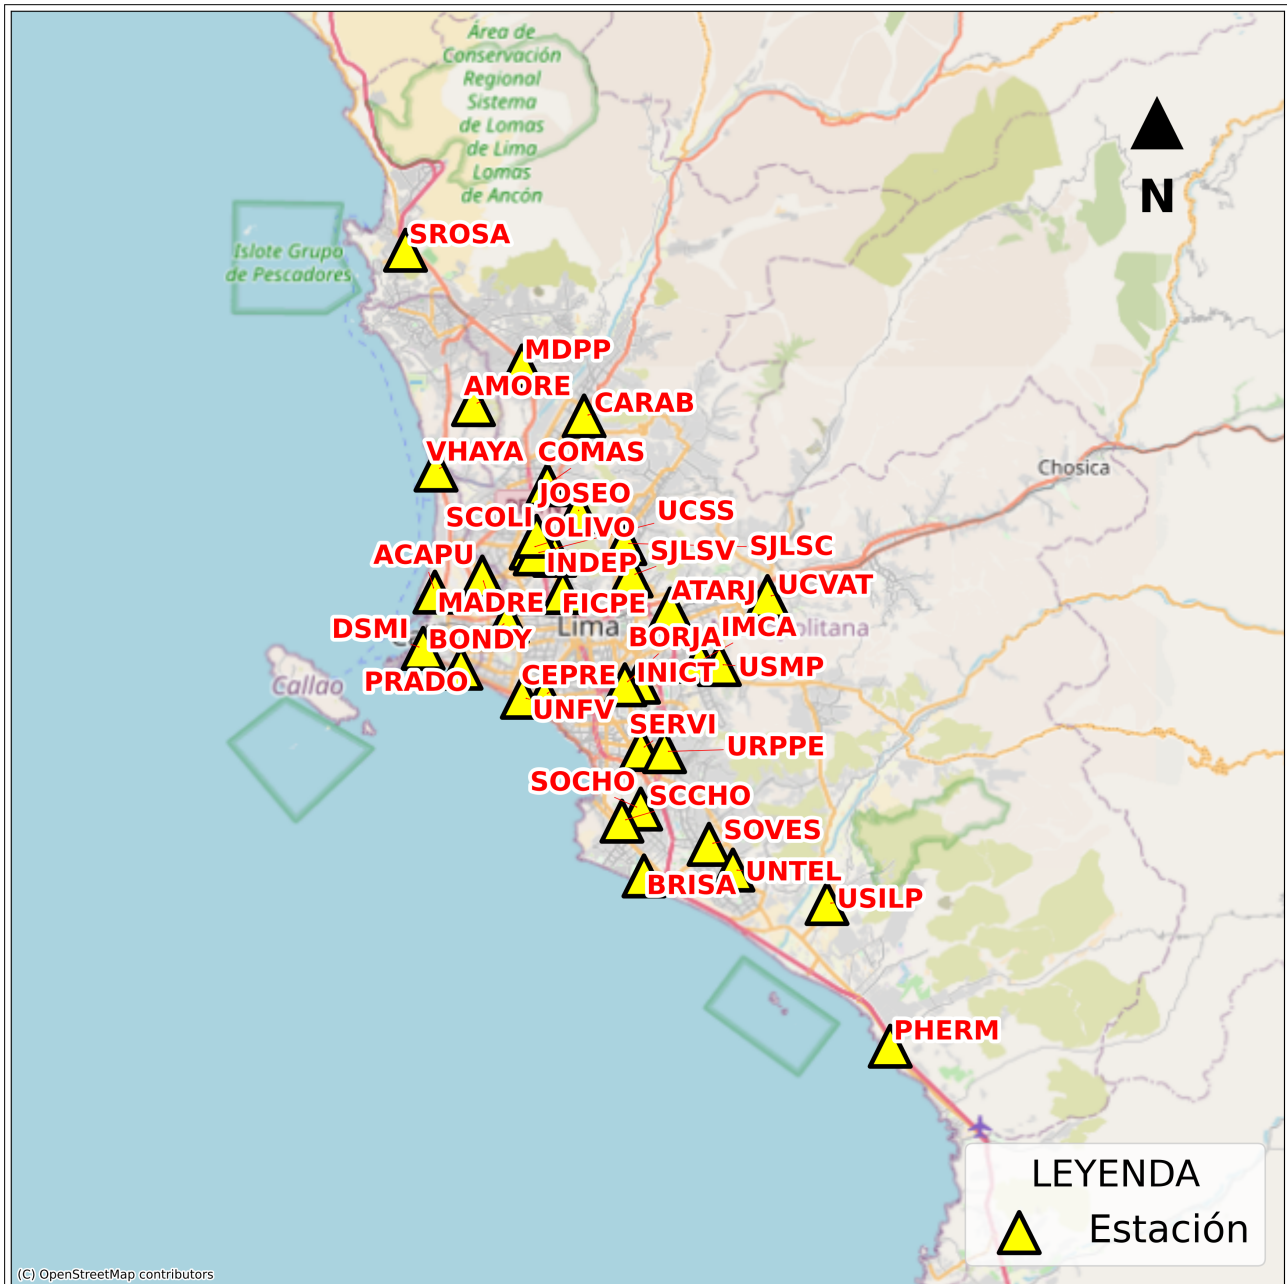 Área de
Conservación
Regional
Sistema
de Lomas
de Lima
Lomas
de Ancón
N
SROSA
Islote Grupo
de Pescadores
MDPP
AMORE
CARAB
VHAYA
COMAS
Chosica
JOSEO
UCSS
SCOLI
OLIVO
SJLSV
SJLSC
ACAPU
INDEP
ATARJ
UCVAT
MADRE
FICPE
Lima
DSMI
BONDY
BORJA
IMCA
politana
PRADO
CEPRE
INICT
USMP
Callao
UNFV
SERVI
URPPE
SOCHO
SCCHO
SOVES
BRISA
UNTEL
USILP
PHERM
LEYENDA
Estación
(C) OpenStreetMap contributors